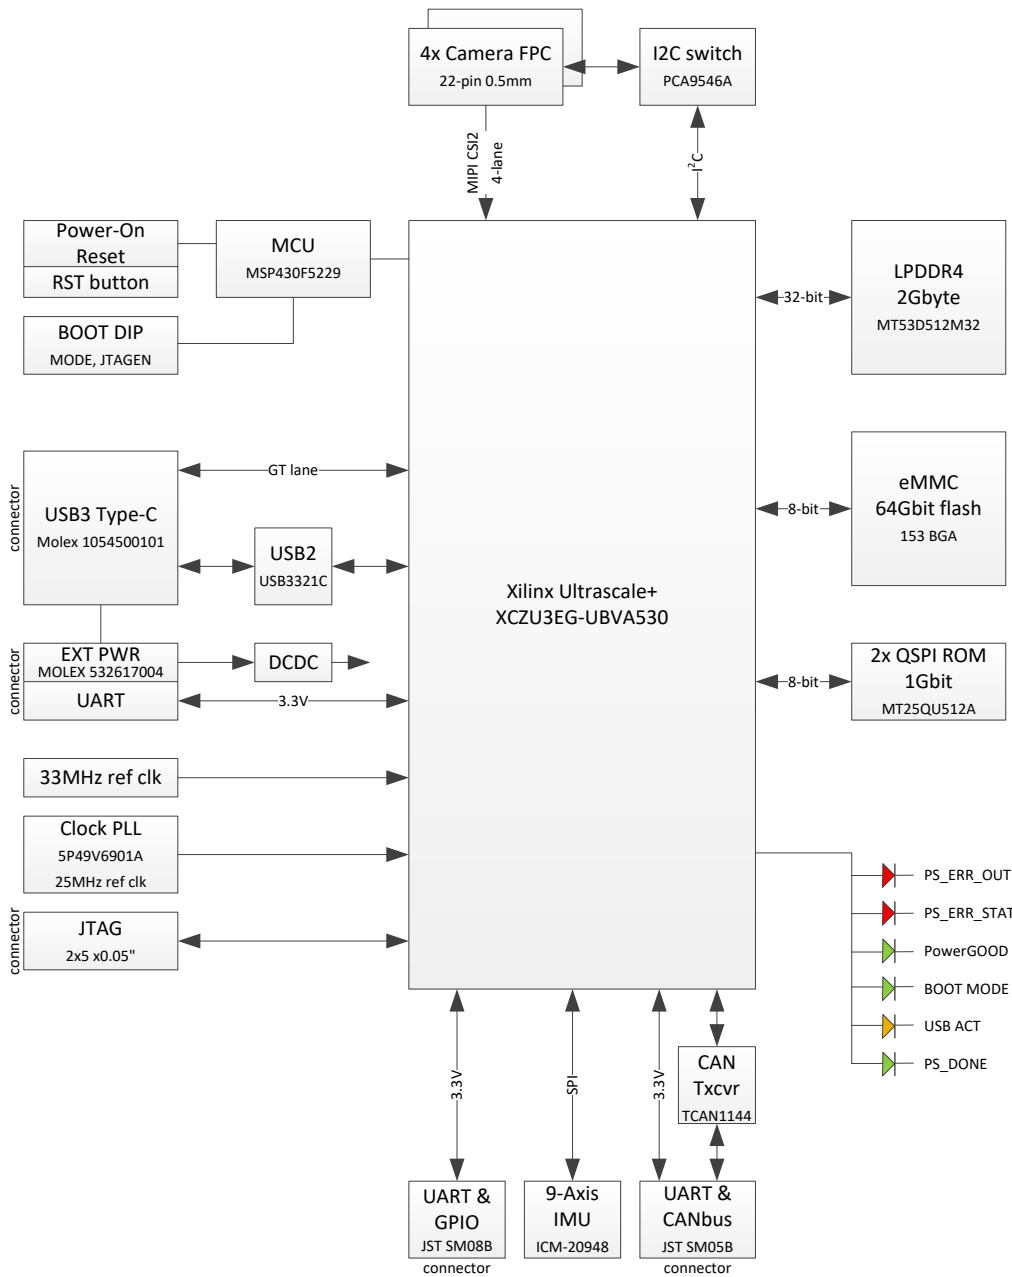 4x Camera FPC
22-pin 0.5mm
I2C switch
PCA9546A
MIPI CSI2
4-lane
I²C
Power-On
Reset
RST button
MCU
MSP430F5229
BOOT DIP
MODE, JTAGEN
LPDDR4
2Gbyte
MT53D512M32
32-bit
connector
USB3 Type-C
Molex 1054500101
GT lane
USB2
USB3321C
eMMC
64Gbit flash
153 BGA
8-bit
Xilinx Ultrascale+
XCZU3EG-UBVA530
connector
EXT PWR
MOLEX 532617004
UART
DCDC
3.3V
2x QSPI ROM
1Gbit
MT25QU512A
8-bit
33MHz ref clk
Clock PLL
5P49V6901A
25MHz ref clk
connector
JTAG
2x5 x0.05"
PS_ERR_OUT
PS_ERR_STAT
PowerGOOD
BOOT MODE
USB ACT
PS_DONE
3.3V
SPI
3.3V
CAN
Txcvr
TCAN1144
UART &
GPIO
JST SM08B
connector
9-Axis
IMU
ICM-20948
UART &
CANbus
JST SM05B
connector